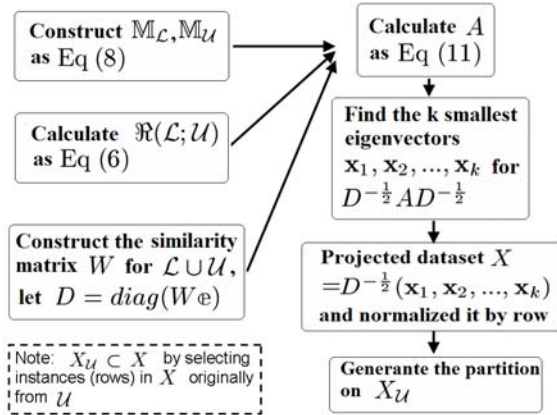 Construct 𝕄_ℒ, 𝕄_𝒰
as Eq (8)
Calculate ℜ(ℒ; 𝒰)
as Eq (6)
Construct the similarity
matrix W for ℒ ∪ 𝒰,
let D = diag(W𝕖)
Note: X_𝒰 ⊂ X by selecting
instances (rows) in X originally
from 𝒰
Calculate A
as Eq (11)
Find the k smallest
eigenvectors
x₁, x₂, ..., xₖ for
D^{-1/2} A D^{-1/2}
Projected dataset X
=D^{-1/2}(x₁, x₂, ..., xₖ)
and normalized it by row
Generante the partition
on X_𝒰